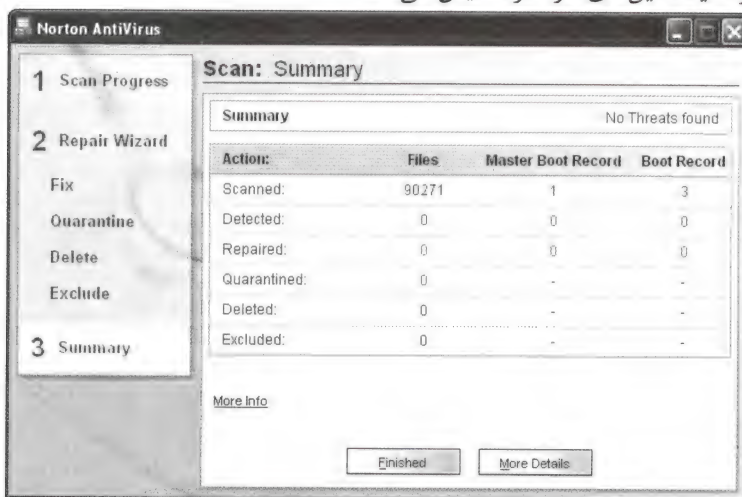 Norton AntiVirus
1 Scan Progress
2 Repair Wizard
Fix
Quarantine
Delete
Exclude
3 Summary
Scan: Summary
Summary No Threats found
Action: Files Master Boot Record Boot Record
Scanned: 90271 1 3
Detected: 0 0 0
Repaired: 0 0 0
Quarantined: 0 - -
Deleted: 0 - -
Excluded: 0 - -
More Info
Finished More Details